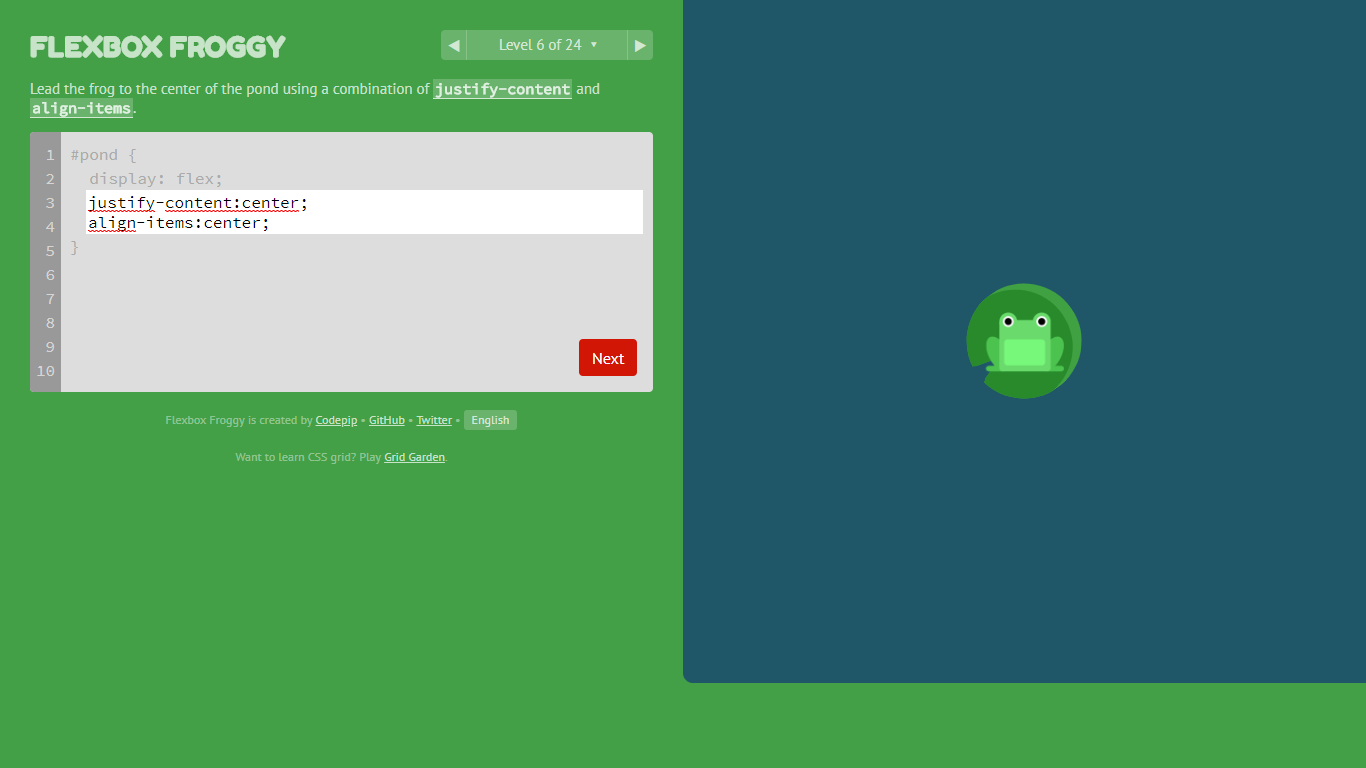 FLEXBOX FROGGY
◀ Level 6 of 24 ▼ ▶
Lead the frog to the center of the pond using a combination of justify-content and
align-items.
1 #pond {
2 display: flex;
3 justify-content:center;
4 align-items:center;
5 }
6
7
8
9
10
Next
Flexbox Froggy is created by Codepip • GitHub • Twitter • English
Want to learn CSS grid? Play Grid Garden.